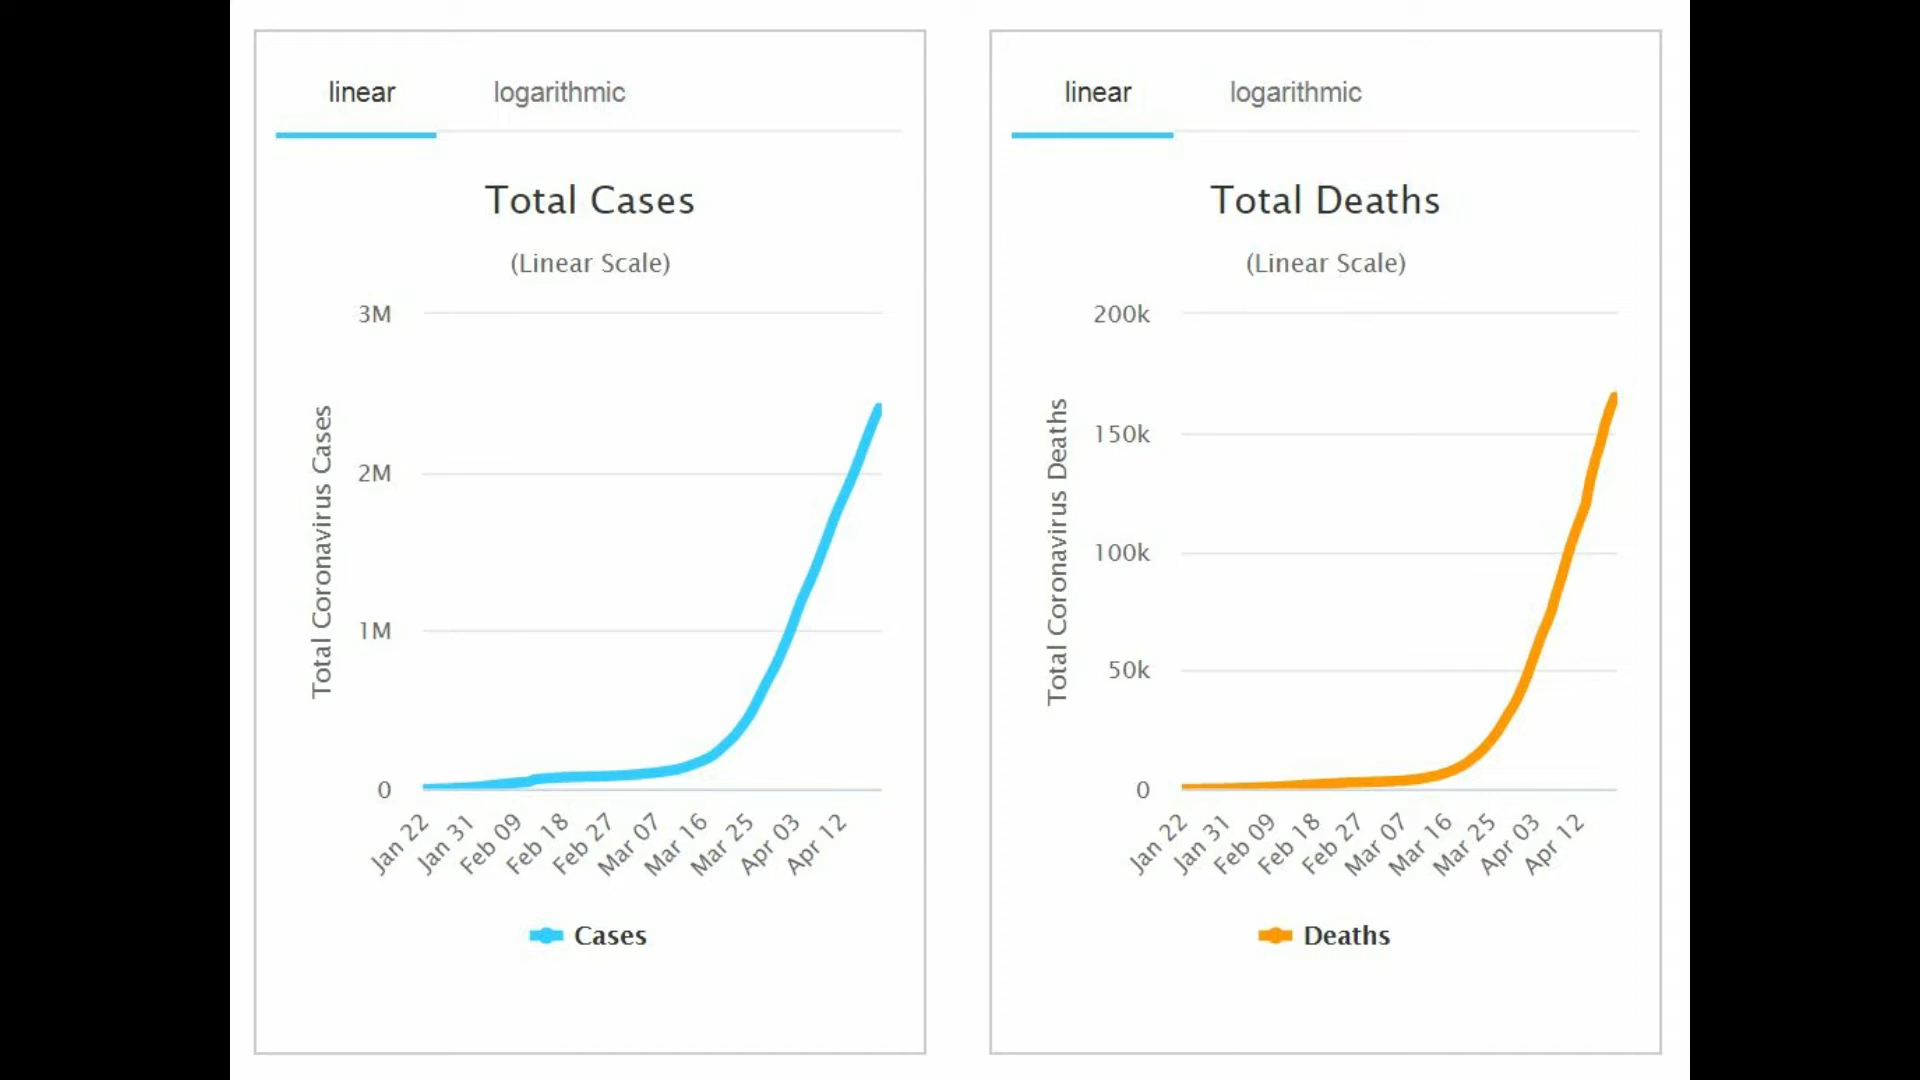 linear logarithmic
Total Cases
(Linear Scale)
Total Coronavirus Cases
3M
2M
1M
0
Jan 22
Jan 31
Feb 09
Feb 18
Feb 27
Mar 07
Mar 16
Mar 25
Apr 03
Apr 12
Cases
linear logarithmic
Total Deaths
(Linear Scale)
Total Coronavirus Deaths
200k
150k
100k
50k
0
Jan 22
Jan 31
Feb 09
Feb 18
Feb 27
Mar 07
Mar 16
Mar 25
Apr 03
Apr 12
Deaths